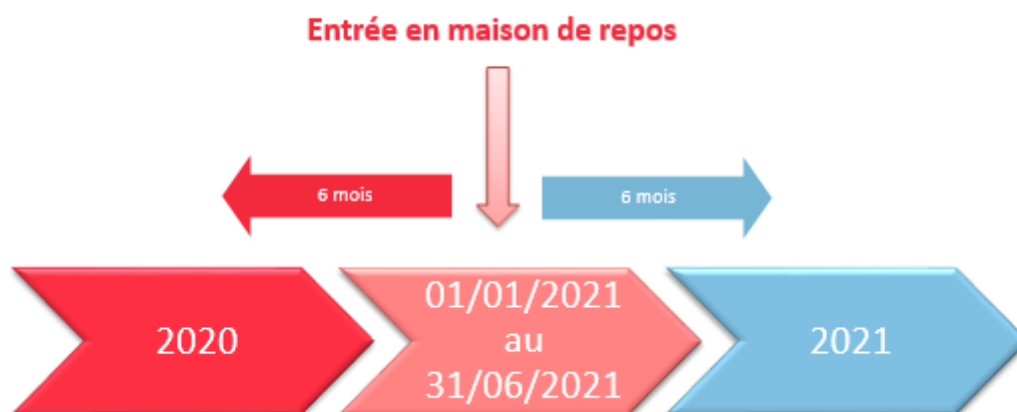 Entrée en maison de repos
6 mois
6 mois
2020
01/01/2021
au
31/06/2021
2021